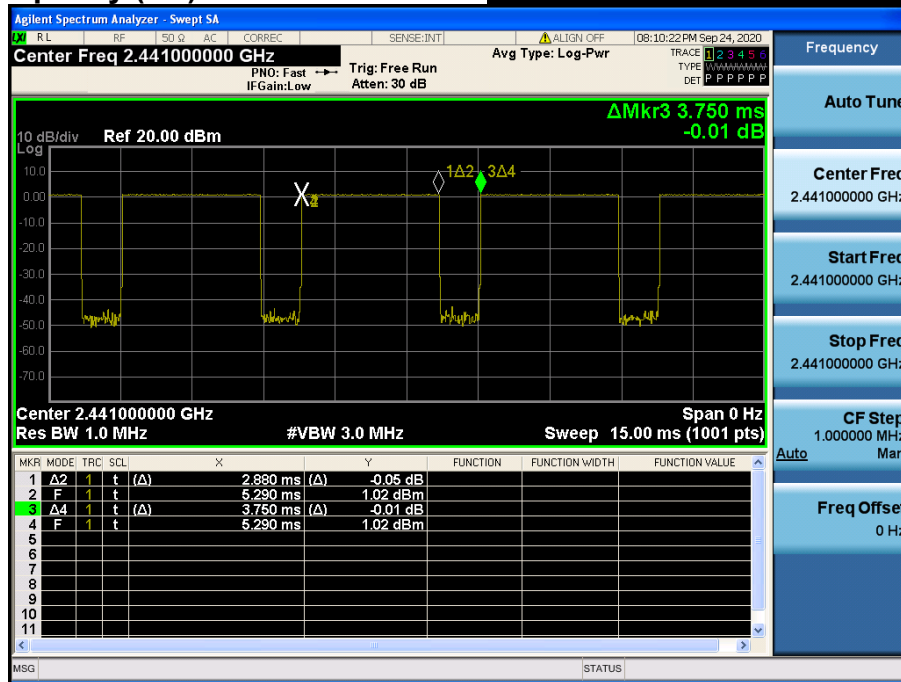 Agilent Spectrum Analyzer - Swept SA
LXI RL RF 50 Ω AC CORREC SENSE:INT ALIGN OFF 08:10:22 PM Sep 24, 2020
Center Freq 2.441000000 GHz
PNO: Fast
IFGain:Low
Trig: Free Run
Atten: 30 dB
Avg Type: Log-Pwr
TRACE 1 2 3 4 5 6
TYPE WWWWWW
DET P P P P P P
ΔMkr3 3.750 ms
-0.01 dB
10 dB/div Ref 20.00 dBm
Log
10.0
0.00
-10.0
-20.0
-30.0
-40.0
-50.0
-60.0
-70.0
X
1Δ2
3Δ4
Center 2.441000000 GHz Span 0 Hz
Res BW 1.0 MHz #VBW 3.0 MHz Sweep 15.00 ms (1001 pts)
MKR MODE TRC SCL X Y FUNCTION FUNCTION WIDTH FUNCTION VALUE
1 Δ2 1 t (Δ) 2.880 ms (Δ) -0.05 dB
2 F 1 t 5.290 ms 1.02 dBm
3 Δ4 1 t (Δ) 3.750 ms (Δ) -0.01 dB
4 F 1 t 5.290 ms 1.02 dBm
5
6
7
8
9
10
11
MSG STATUS
Frequency
Auto Tune
Center Freq
2.441000000 GHz
Start Freq
2.441000000 GHz
Stop Freq
2.441000000 GHz
CF Step
1.000000 MHz
Auto Man
Freq Offset
0 Hz